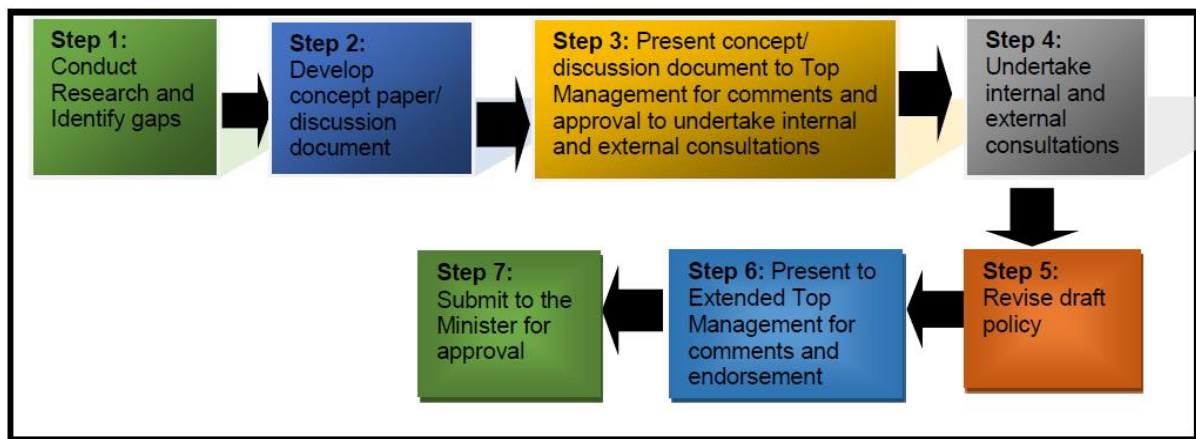 Step 1:
Conduct
Research and
Identify gaps
Step 2:
Develop
concept paper/
discussion
document
Step 3: Present concept/
discussion document to Top
Management for comments and
approval to undertake internal
and external consultations
Step 4:
Undertake
internal and
external
consultations
Step 5:
Revise draft
policy
Step 6: Present to
Extended Top
Management for
comments and
endorsement
Step 7:
Submit to the
Minister for
approval